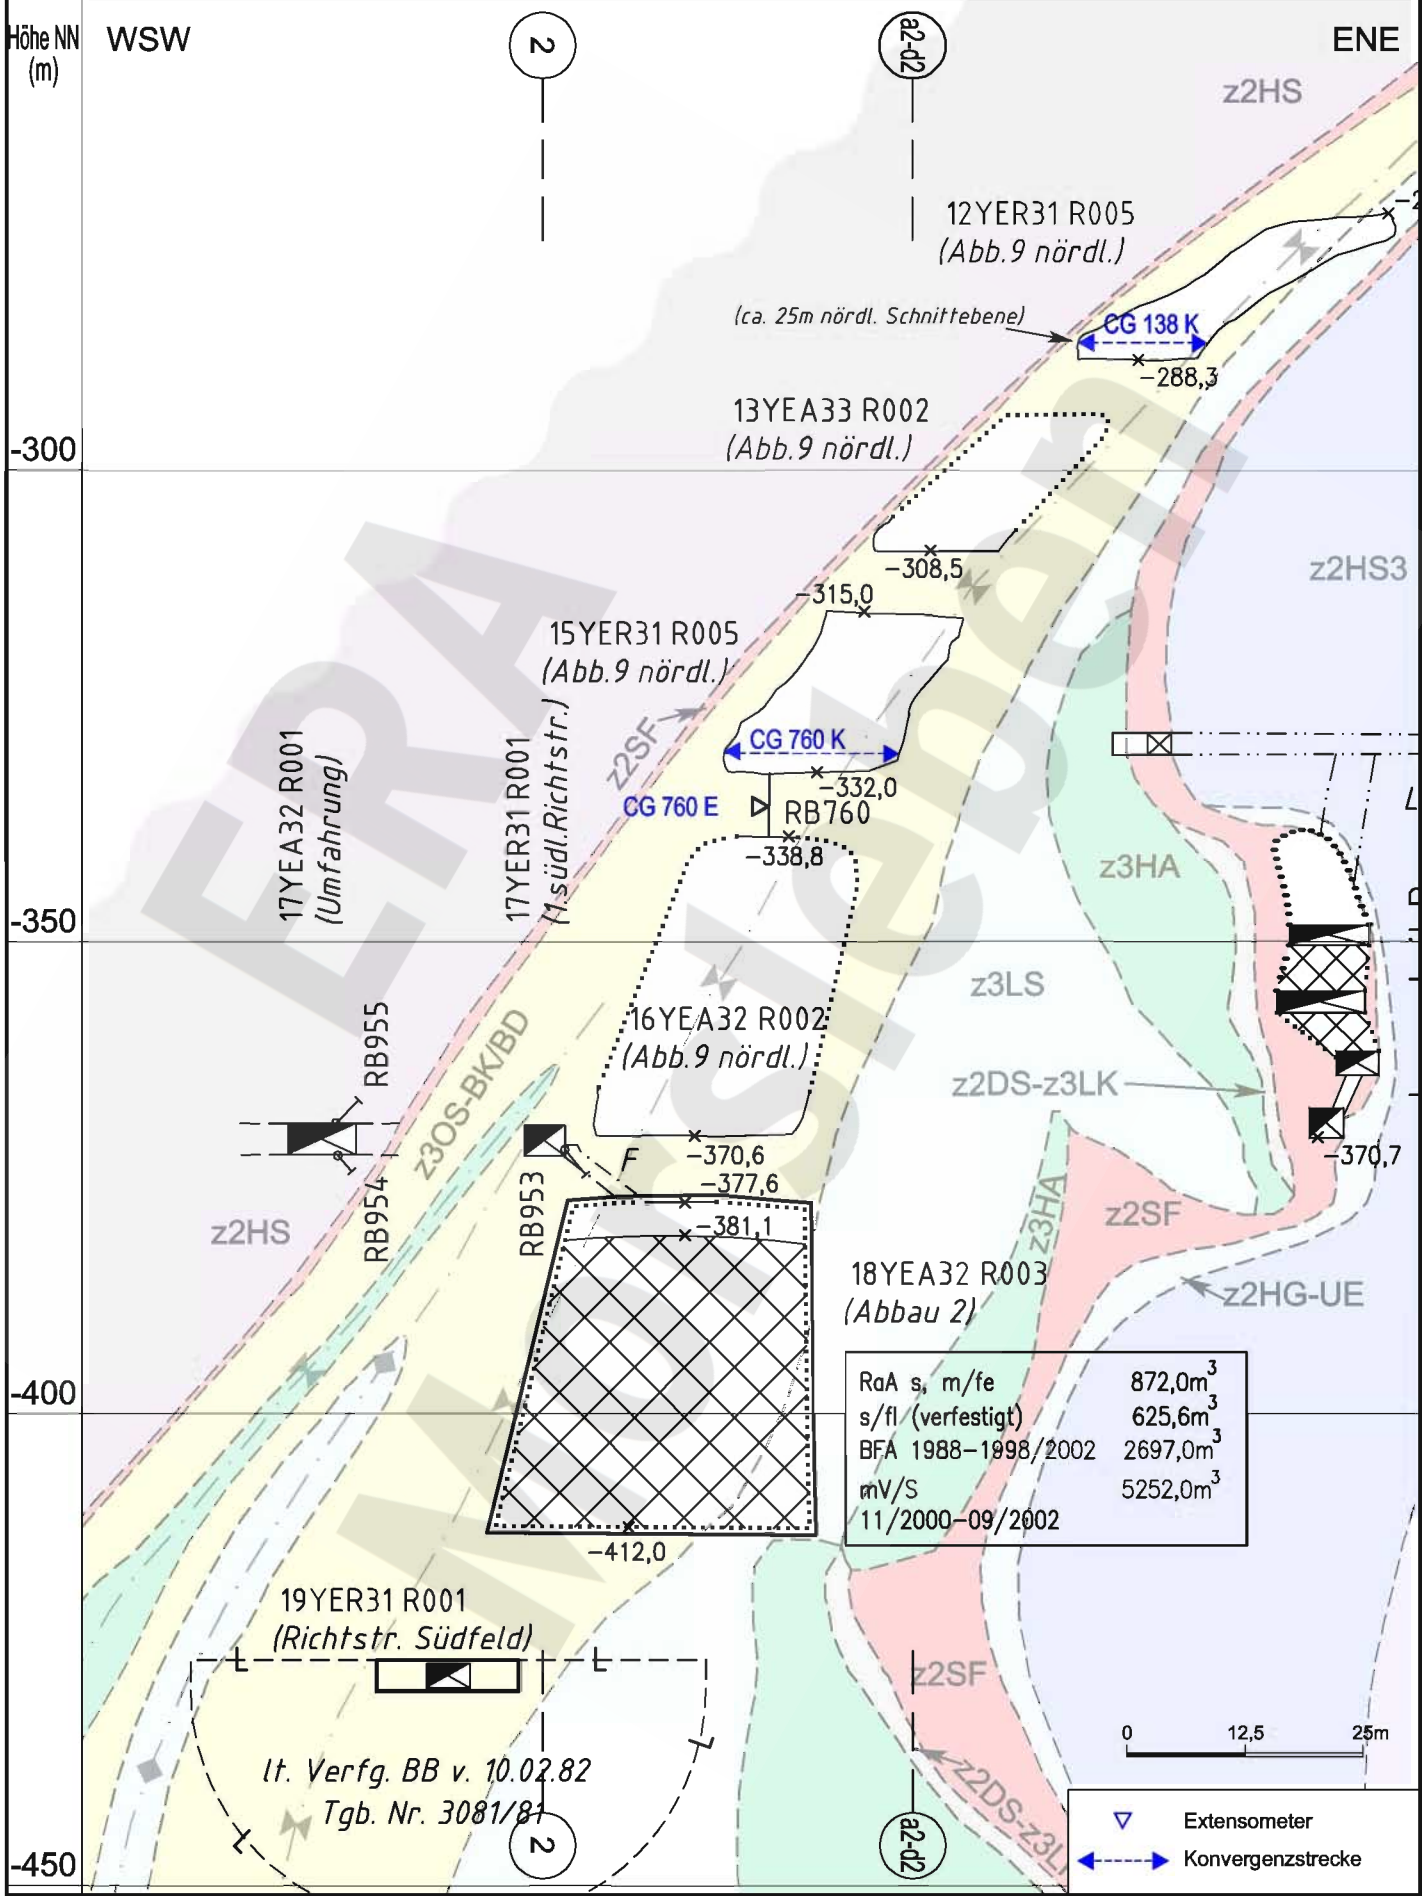 Höhe NN
(m)
WSW
2
a2-d2
ENE
z2HS
12YER31 R005
(Abb.9 nördl.)
(ca. 25m nördl. Schnittebene)
CG 138 K
-288,3
13YEA33 R002
(Abb.9 nördl.)
-300
-308,5
z2HS3
-315,0
15YER31 R005
(Abb.9 nördl.)
z2SF
CG 760 K
-332,0
CG 760 E
RB760
-338,8
17YEA32 R001
(Umfahrung)
17YER31 R001
(1.südl.Richtstr.)
z3HA
-350
z3LS
16YEA32 R002
(Abb.9 nördl.)
RB955
z3OS-BK/BD
z2DS-z3LK
-370,6
-370,7
F
-377,6
-381,1
RB954
RB953
z2HS
z3HA
z2SF
18YEA32 R003
(Abbau 2)
z2HG-UE
-400
RaA s, m/fe 872,0m³
s/fl (verfestigt) 625,6m³
BFA 1988-1998/2002 2697,0m³
mV/S 5252,0m³
11/2000-09/2002
-412,0
19YER31 R001
(Richtstr. Südfeld)
L
L
L
L
z2SF
lt. Verfg. BB v. 10.02.82
Tgb. Nr. 3081/81
0 12,5 25m
z2DS-z3L
2
a2-d2
-450
Extensometer
Konvergenzstrecke
ERA
Morsleben